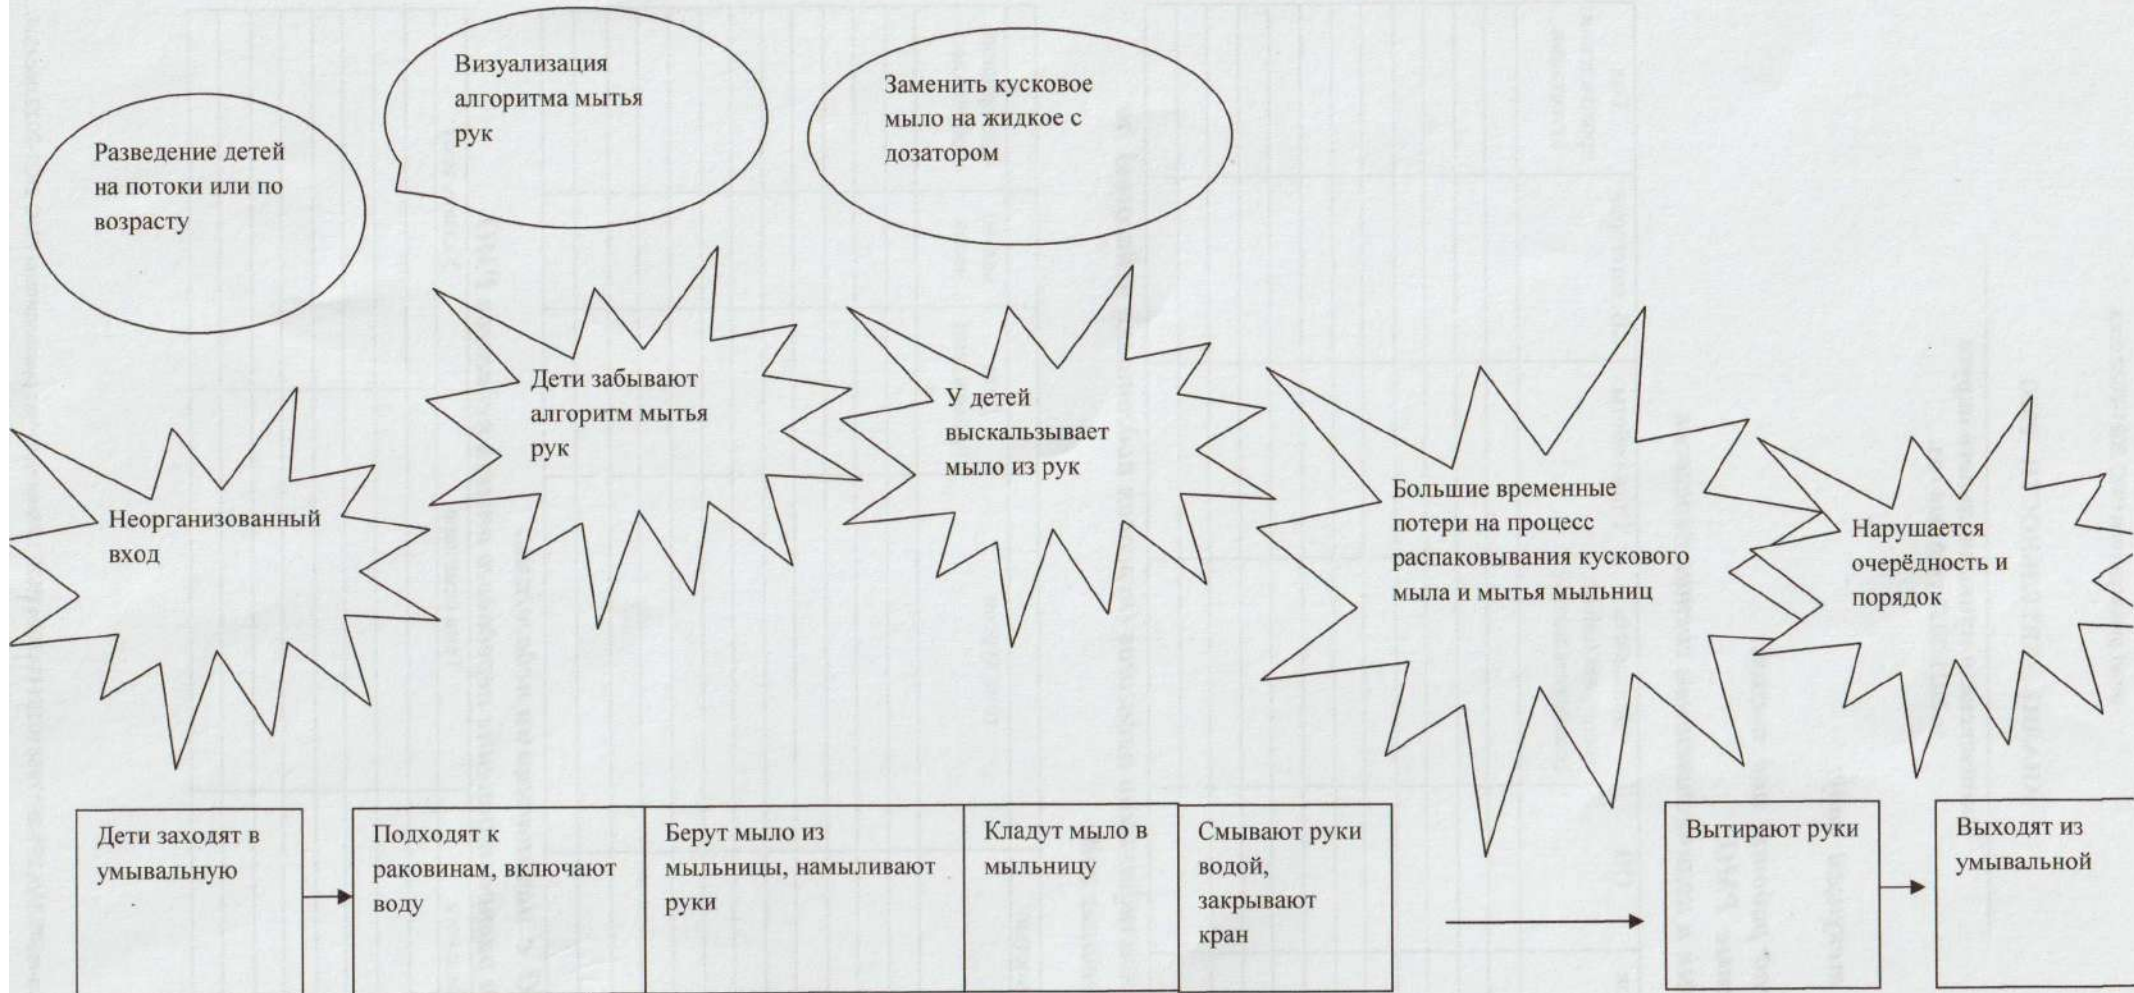 Визуализация
алгоритма мытья
рук
Заменить кусковое
мыло на жидкое с
дозатором
Разведение детей
на потоки или по
возрасту
Дети забывают
алгоритм мытья
рук
У детей
выскальзывает
мыло из рук
Большие временные
потери на процесс
распаковывания кускового
мыла и мытья мыльниц
Неорганизованный
вход
Нарушается
очерёдность и
порядок
Дети заходят в
умывальную
Подходят к
раковинам, включают
воду
Берут мыло из
мыльницы, намыливают
руки
Кладут мыло в
мыльницу
Смывают руки
водой,
закрывают
кран
Вытирают руки
Выходят из
умывальной